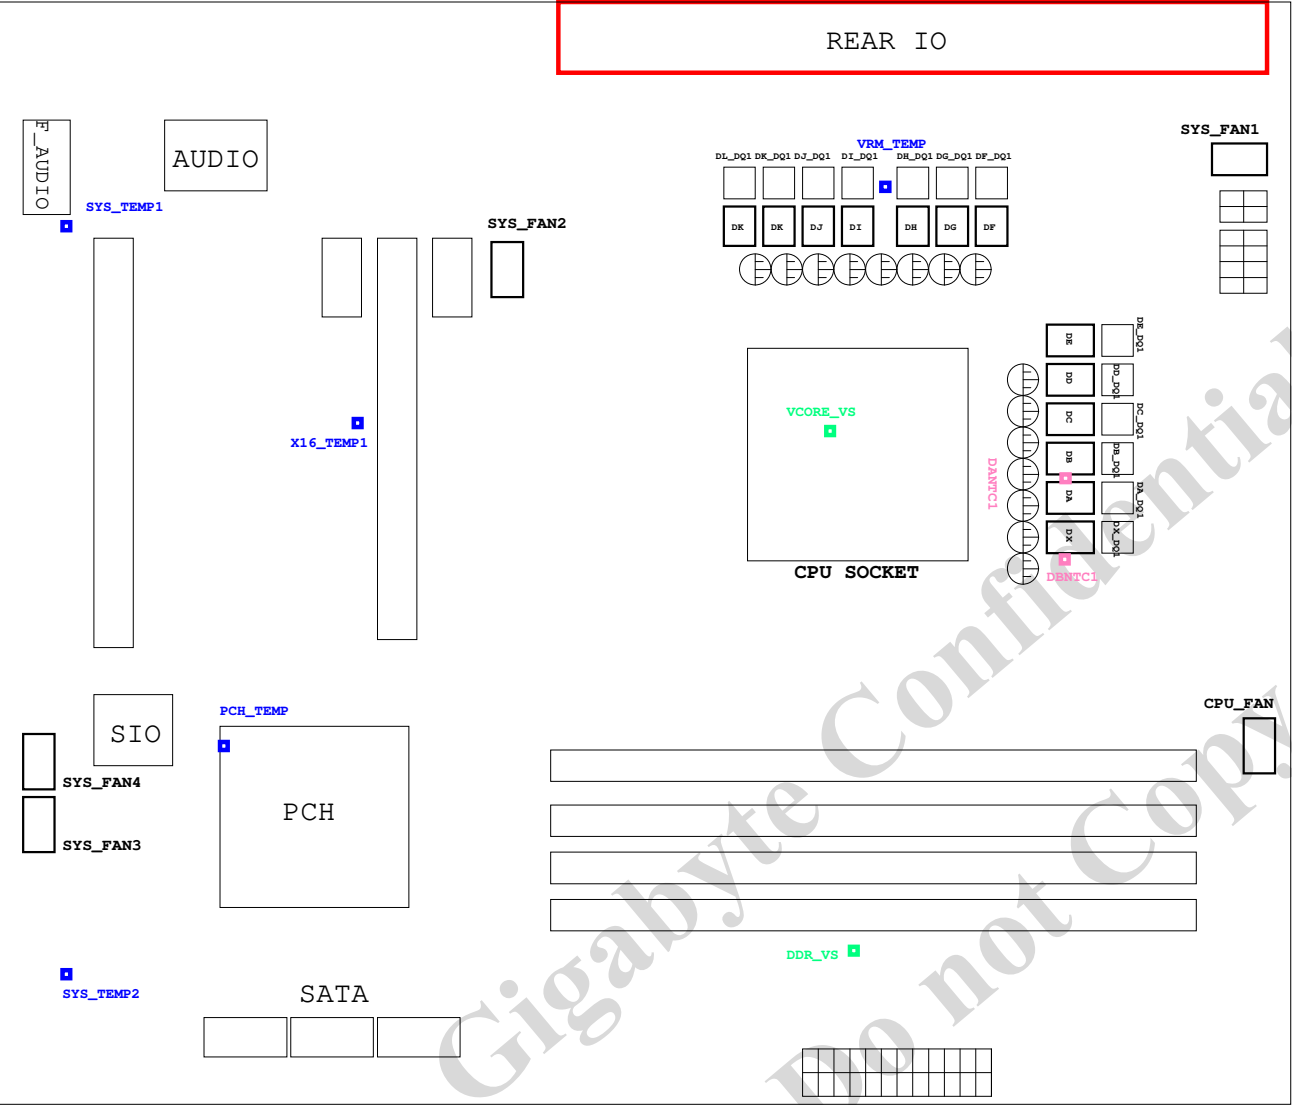 REAR IO
F_AUDIO
AUDIO
SYS_TEMP1
SYS_FAN2
VRM_TEMP
DL_DQ1 DK_DQ1 DJ_DQ1 DI_DQ1 DH_DQ1 DG_DQ1 DF_DQ1
DK DK DJ DI DH DG DF
SYS_FAN1
DE DE_DQ1
DD DD_DQ1
DC DC_DQ1
DB DB_DQ1
DA DA_DQ1
DX DX_DQ1
VCORE_VS
X16_TEMP1
DANTC1
CPU SOCKET
DBNTC1
SIO
PCH_TEMP
CPU_FAN
SYS_FAN4
PCH
SYS_FAN3
DDR_VS
SYS_TEMP2
SATA
Gigabyte Confidential
Do not Copy